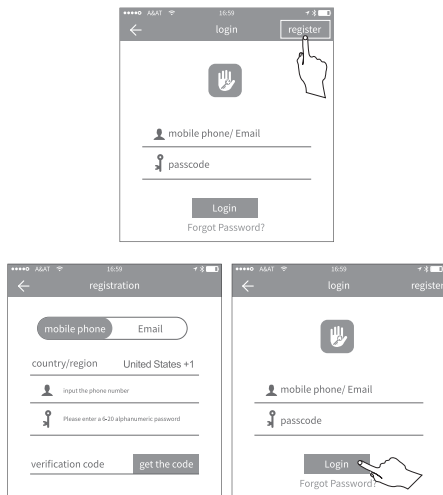 A&AT 16:59
login register
mobile phone/ Email
passcode
Login
Forgot Password?
A&AT 16:59
registration
mobile phone Email
country/region United States +1
input the phone number
Please enter a 6-20 alphanumeric password
verification code get the code
A&AT 16:59
login register
mobile phone/ Email
passcode
Login
Forgot Password?